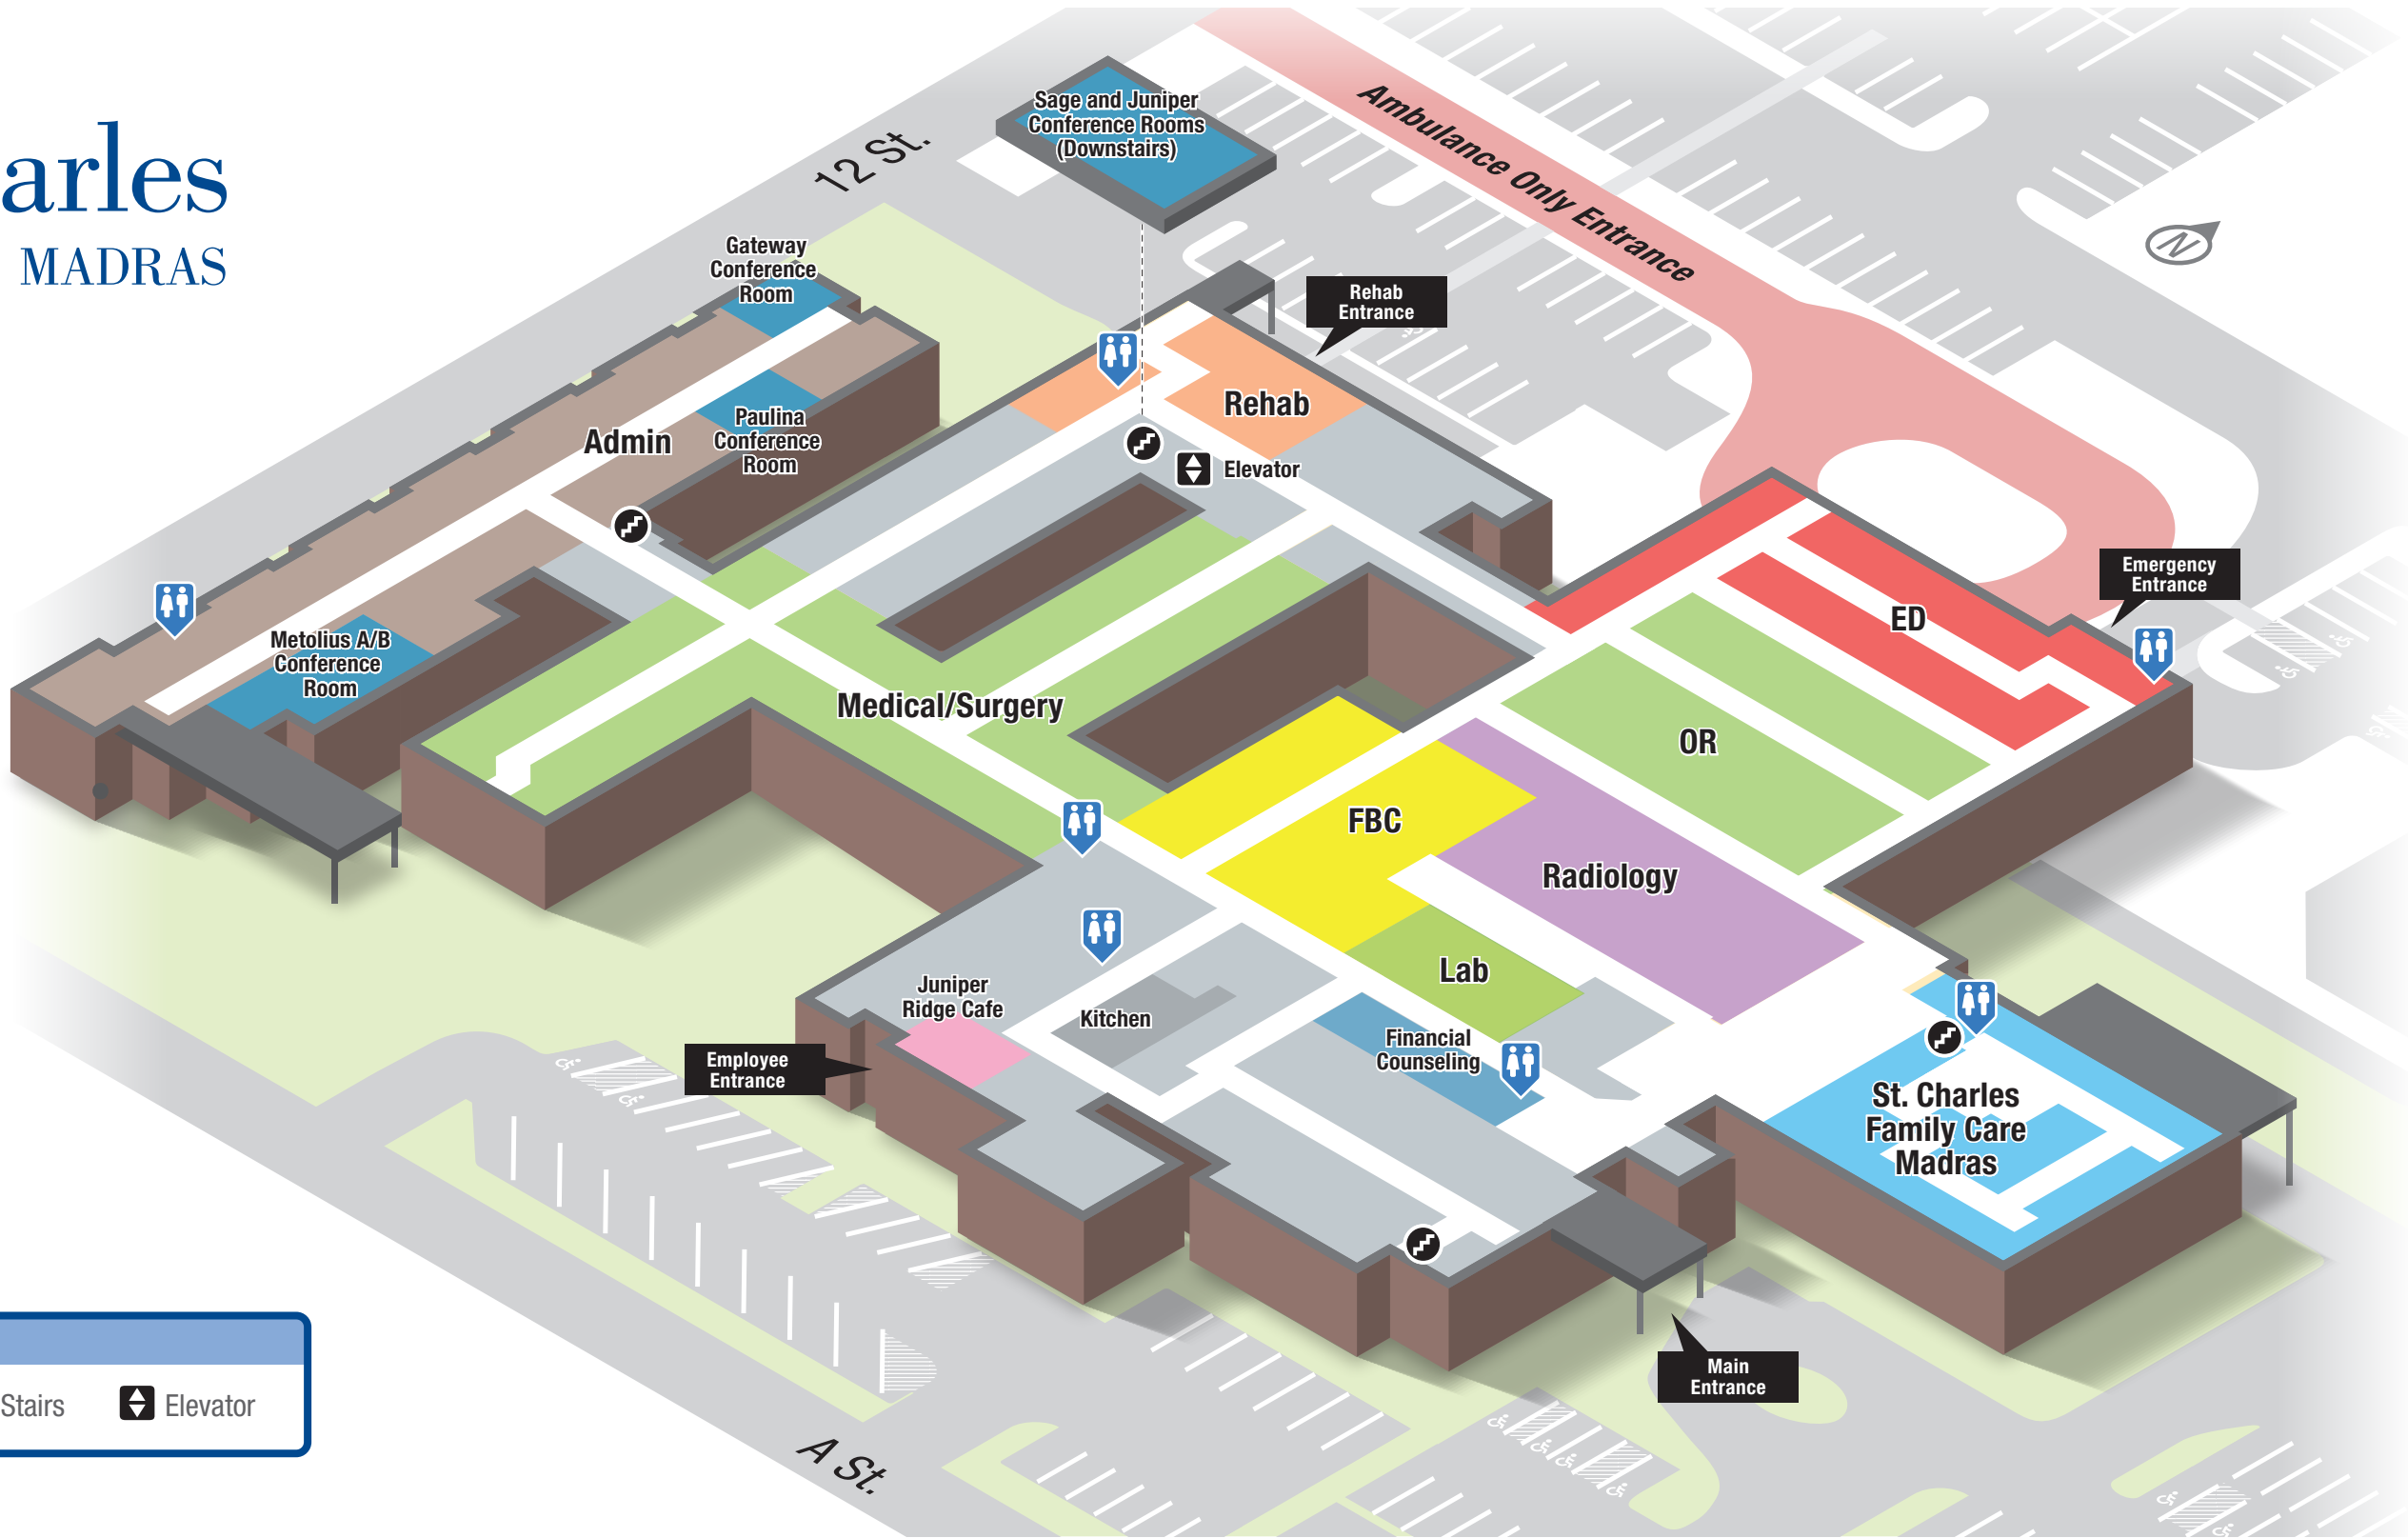 arles
MADRAS
12 St.
Sage and Juniper
Conference Rooms
(Downstairs)
Ambulance Only Entrance
N
Gateway
Conference
Room
Rehab
Entrance
Paulina
Conference
Room
Admin
Rehab
Elevator
Emergency
Entrance
ED
Metolius A/B
Conference
Room
Medical/Surgery
OR
FBC
Radiology
Lab
Juniper
Ridge Cafe
Kitchen
Financial
Counseling
Employee
Entrance
St. Charles
Family Care
Madras
Main
Entrance
Stairs
Elevator
A St.